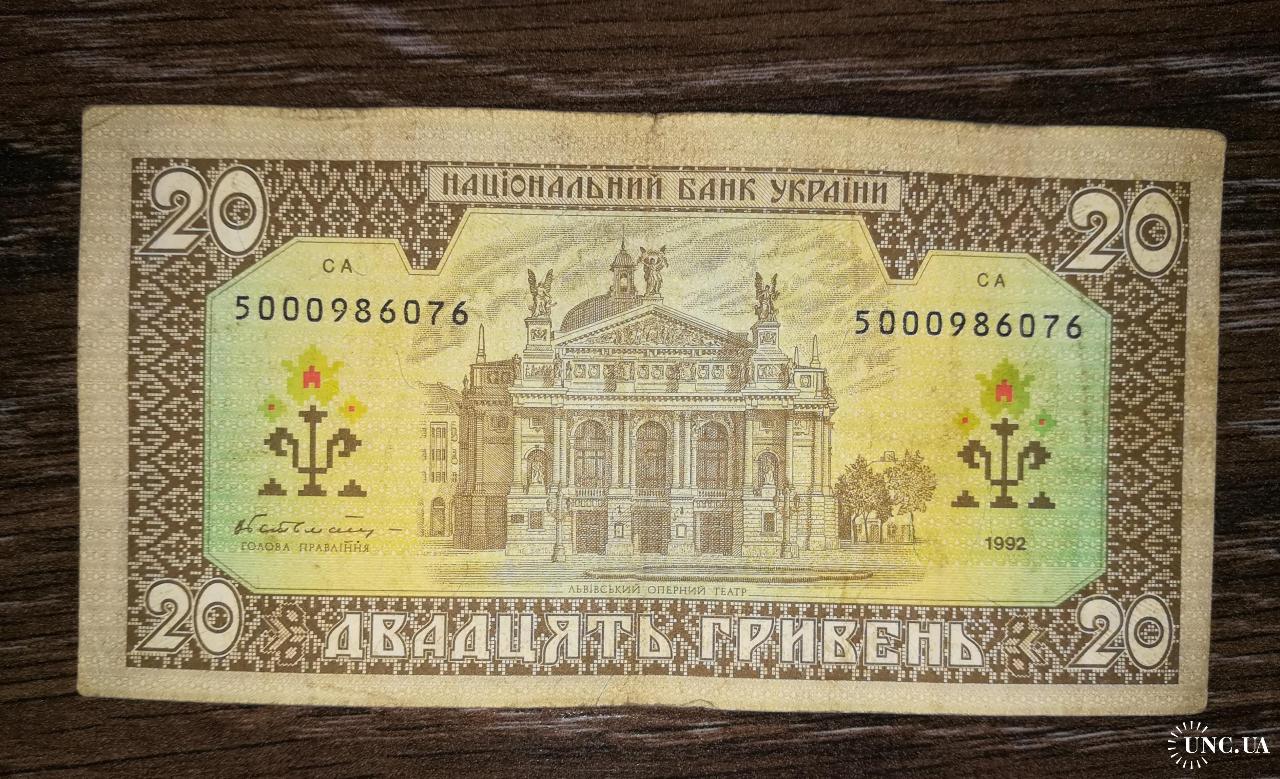 НАЦІОНАЛЬНИЙ БАНК УКРАЇНИ
20
20
СА
СА
5000986076
5000986076
ГОЛОВА ПРАВЛІННЯ
1992
ЛЬВІВСЬКИЙ ОПЕРНИЙ ТЕАТР
20
ДВАДЦЯТЬ ГРИВЕНЬ
20
UNC.UA